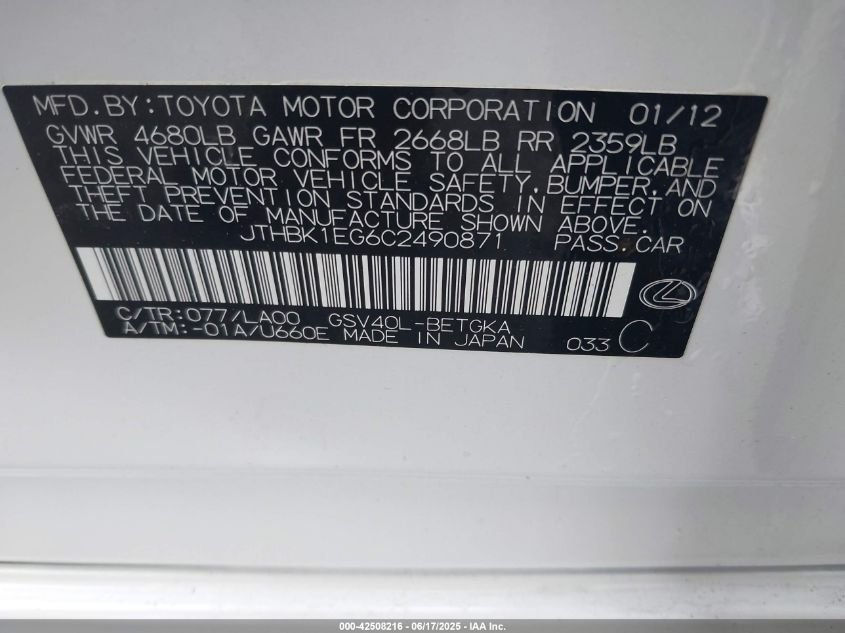 MFD.BY:TOYOTA MOTOR CORPORATION 01/12
GVWR 4680LB GAWR FR 2668LB RR 2359LB
THIS VEHICLE CONFORMS TO ALL APPLICABLE
FEDERAL MOTOR VEHICLE SAFETY,BUMPER,AND
THEFT PREVENTION STANDARDS IN EFFECT ON
THE DATE OF MANUFACTURE SHOWN ABOVE.
JTHBK1EG6C2490871 PASS.CAR
C/TR:077/LA00 GSV40L-BETGKA
A/TM:-01A/U660E MADE IN JAPAN 033 C
000-42508216 - 06/17/2025 - IAA Inc.